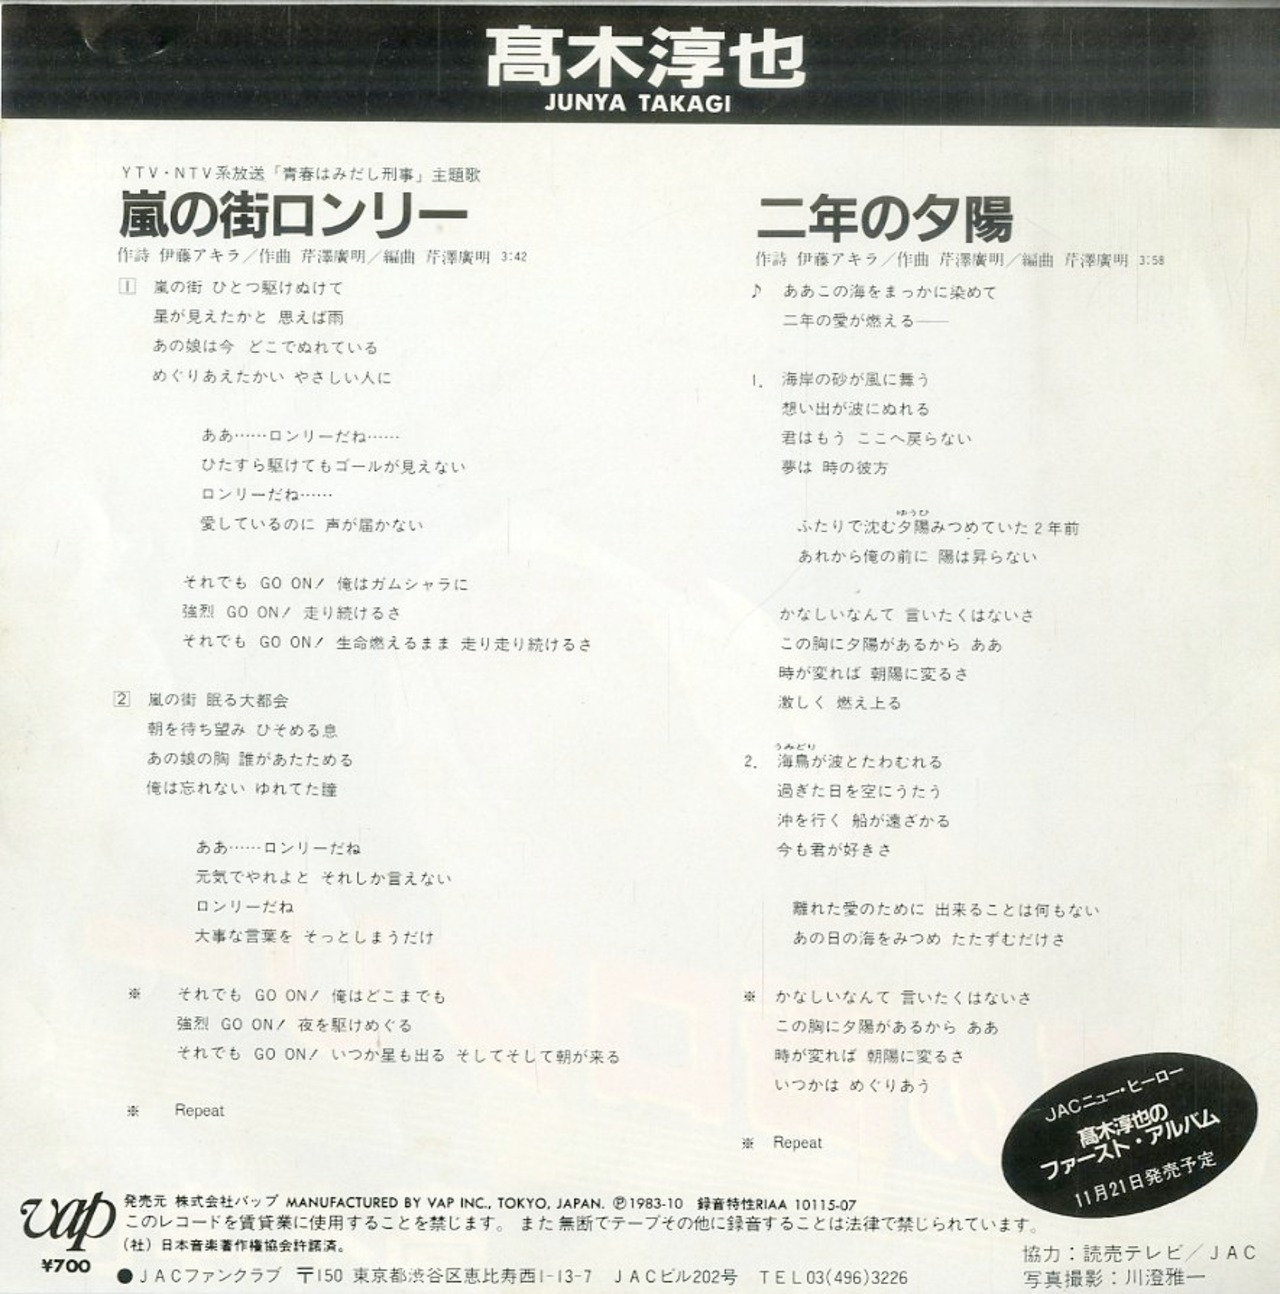 髙木淳也
JUNYA TAKAGI
YTV・NTV系放送「青春はみだし刑事」主題歌
嵐の街ロンリー
作詩 伊藤アキラ／作曲 芹澤廣明／編曲 芹澤廣明 3:42
1 嵐の街 ひとつ駆けぬけて
星が見えたかと 思えば雨
あの娘は今 どこでぬれている
めぐりあえたかい やさしい人に
ああ……ロンリーだね……
ひたすら駆けてもゴールが見えない
ロンリーだね……
愛しているのに 声が届かない
それでも GO ON! 俺はガムシャラに
強烈 GO ON! 走り続けるさ
それでも GO ON! 生命燃えるまま 走り走り続けるさ
2 嵐の街 眠る大都会
朝を待ち望み ひそめる息
あの娘の胸 誰があたためる
俺は忘れない ゆれてた瞳
ああ……ロンリーだね
元気でやれよと それしか言えない
ロンリーだね
大事な言葉を そっとしまうだけ
※ それでも GO ON! 俺はどこまでも
強烈 GO ON! 夜を駆けめぐる
それでも GO ON! いつか星も出る そしてそして朝が来る
※ Repeat
二年の夕陽
作詩 伊藤アキラ／作曲 芹澤廣明／編曲 芹澤廣明 3:58
♪ ああこの海をまっかに染めて
二年の愛が燃える――
1. 海岸の砂が風に舞う
想い出が波にぬれる
君はもう ここへ戻らない
夢は 時の彼方
ゆうひ
ふたりで沈む夕陽みつめていた2年前
あれから俺の前に 陽は昇らない
かなしいなんて 言いたくはないさ
この胸に夕陽があるから ああ
時が変れば 朝陽に変るさ
激しく 燃え上る
うみどり
2. 海鳥が波とたわむれる
過ぎた日を空にうたう
沖を行く 船が遠ざかる
今も君が好きさ
離れた愛のために 出来ることは何もない
あの日の海をみつめ たたずむだけさ
※ かなしいなんて 言いたくはないさ
この胸に夕陽があるから ああ
時が変れば 朝陽に変るさ
いつかは めぐりあう
※ Repeat
JACニュー・ヒーロー
髙木淳也の
ファースト・アルバム
11月21日発売予定
vap
¥700
発売元 株式会社バップ MANUFACTURED BY VAP INC., TOKYO, JAPAN. Ⓟ1983-10 録音特性RIAA 10115-07
このレコードを賃貸業に使用することを禁じます。また無断でテープその他に録音することは法律で禁じられています。
（社）日本音楽著作権協会許諾済。
●JACファンクラブ 〒150 東京都渋谷区恵比寿西1-13-7 JACビル202号 TEL03(496)3226
協力：読売テレビ／JAC
写真撮影：川澄雅一